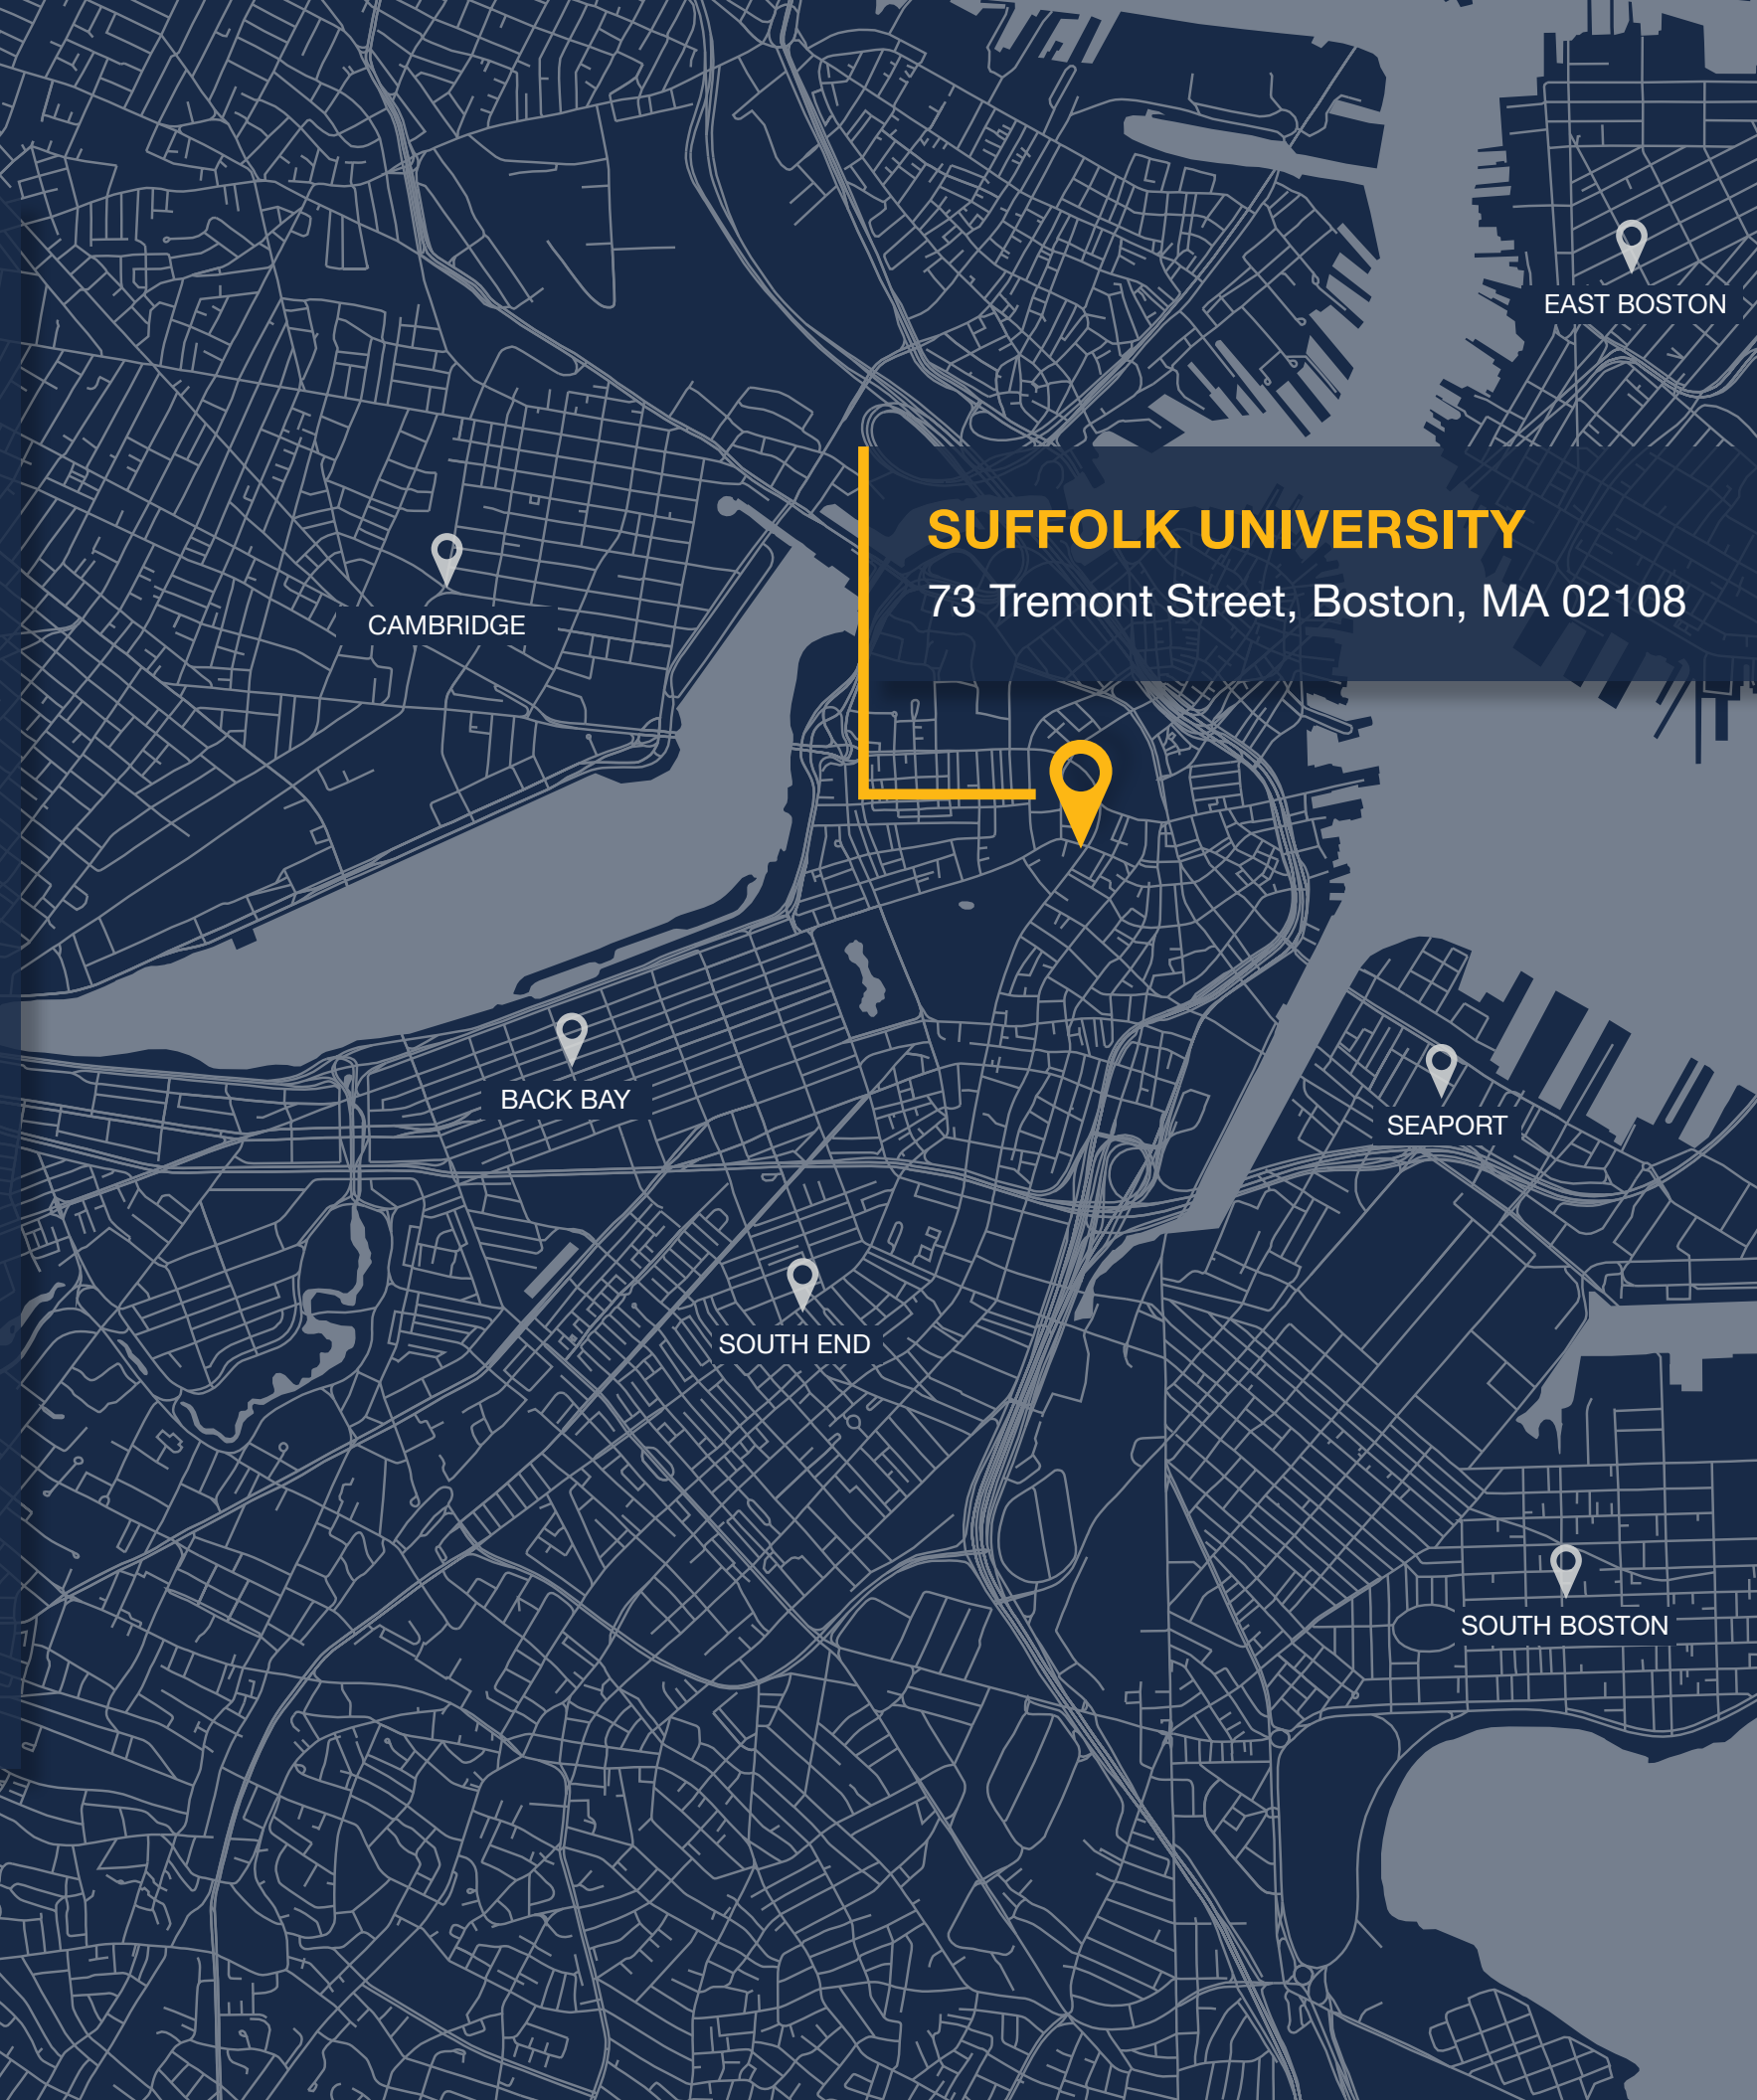 EAST BOSTON
SUFFOLK UNIVERSITY
73 Tremont Street, Boston, MA 02108
CAMBRIDGE
BACK BAY
SEAPORT
SOUTH END
SOUTH BOSTON